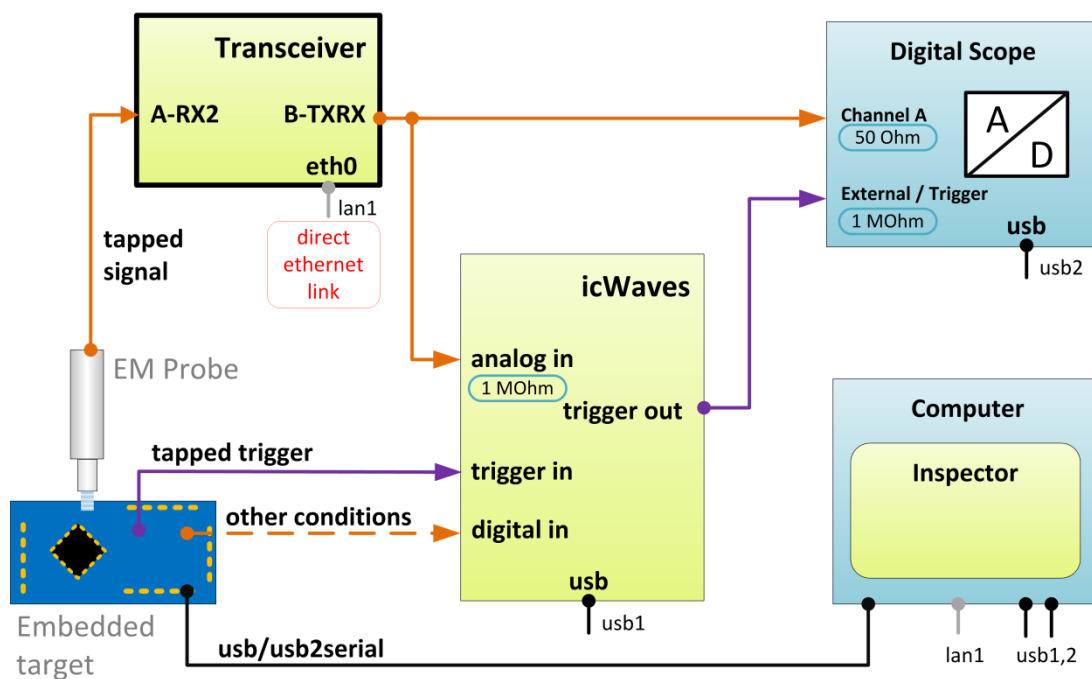 Transceiver
A-RX2
B-TXRX
eth0
lan1
direct
ethernet
link
Digital Scope
Channel A
50 Ohm
A
D
External / Trigger
1 MOhm
usb
usb2
tapped
signal
EM Probe
icWaves
analog in
1 MOhm
trigger out
tapped trigger
trigger in
other conditions
digital in
usb
usb1
Computer
Inspector
Embedded
target
usb/usb2serial
lan1
usb1,2